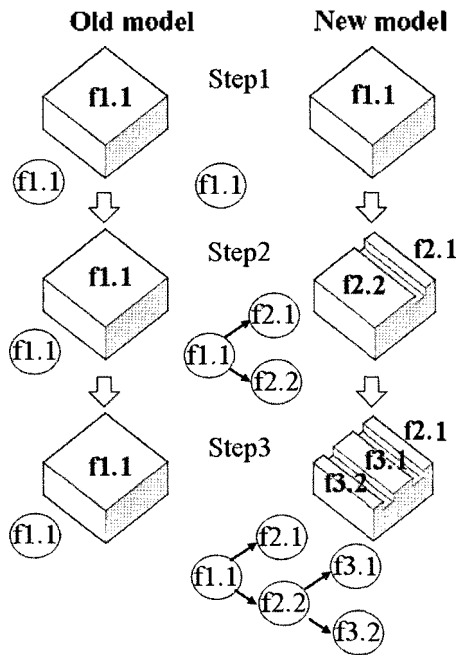 Old model New model
Step1
f1.1 f1.1
f1.1 f1.1
Step2
f1.1 f2.1
f2.2
f1.1 f1.1 f2.1
f2.2
Step3
f1.1 f2.1
f3.1
f3.2
f1.1 f2.1
f1.1 f3.1
f2.2
f3.2